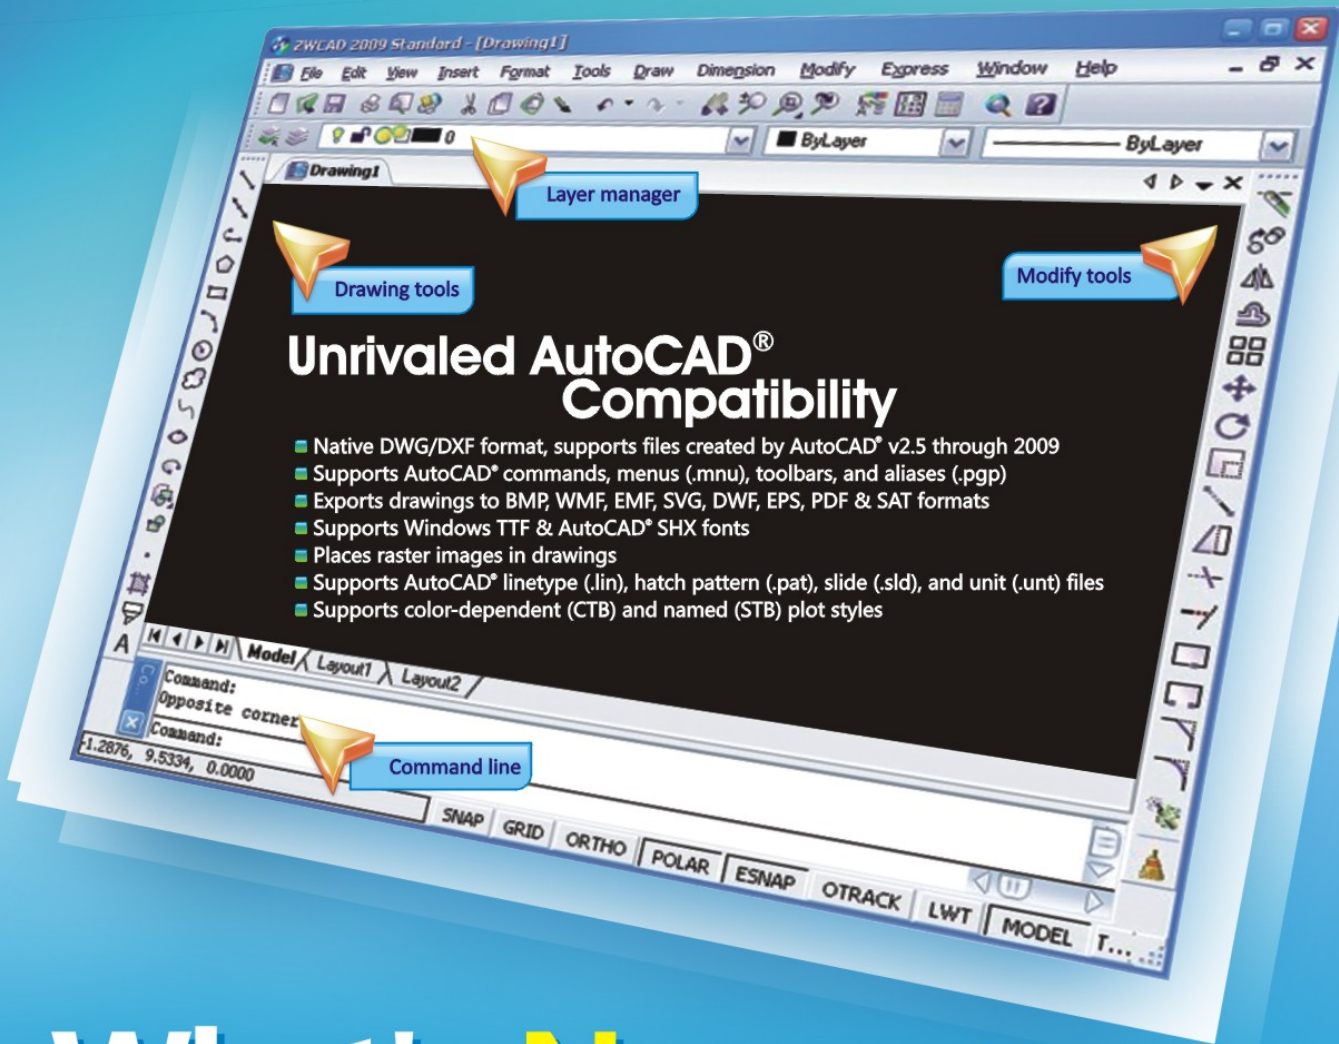 ZWCAD 2009 Standard - [Drawing1]
File Edit View Insert Format Tools Draw Dimension Modify Express Window Help
0 ByLayer ByLayer
Drawing1
Layer manager
Drawing tools
Modify tools
Unrivaled AutoCAD®
Compatibility
Native DWG/DXF format, supports files created by AutoCAD® v2.5 through 2009
Supports AutoCAD® commands, menus (.mnu), toolbars, and aliases (.pgp)
Exports drawings to BMP, WMF, EMF, SVG, DWF, EPS, PDF & SAT formats
Supports Windows TTF & AutoCAD® SHX fonts
Places raster images in drawings
Supports AutoCAD® linetype (.lin), hatch pattern (.pat), slide (.sld), and unit (.unt) files
Supports color-dependent (CTB) and named (STB) plot styles
A
Model Layout1 Layout2
Co...
Command:
Opposite corner
Command:
Command line
-1.2876, 9.5334, 0.0000
SNAP GRID ORTHO POLAR ESNAP OTRACK LWT MODEL T...